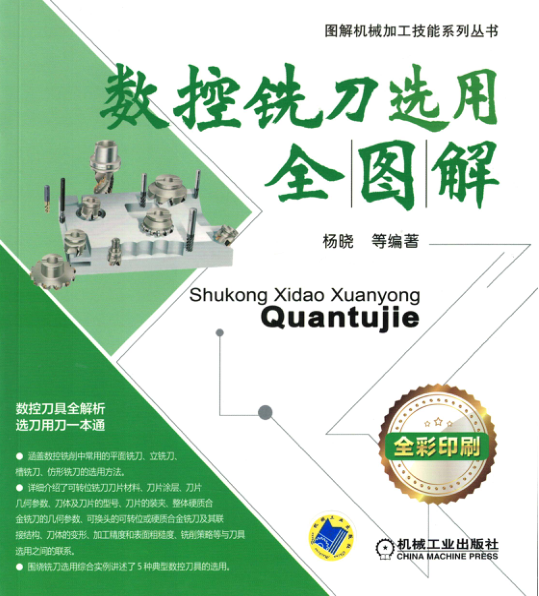 图解机械加工技能系列丛书
数控铣刀选用
全图解
杨晓 等编著
Shukong Xidao Xuanyong
Quantujie
数控刀具全解析
选刀用刀一本通
全彩印刷
● 涵盖数控铣削中常用的平面铣刀、立铣刀、
槽铣刀、仿形铣刀的选用方法。
● 详细介绍了可转位铣刀刀片材料、刀片涂层、刀片
几何参数、刀体及刀片的型号、刀片的装夹、整体硬质合
金铣刀的几何参数、可换头的可转位或硬质合金铣刀及其联
接结构、刀体的变形、加工精度和表面粗糙度、铣削策略等与刀具
选用之间的联系。
● 围绕铣刀选用综合实例讲述了 5 种典型数控刀具的选用。
机械工业出版社
CHINA MACHINE PRESS